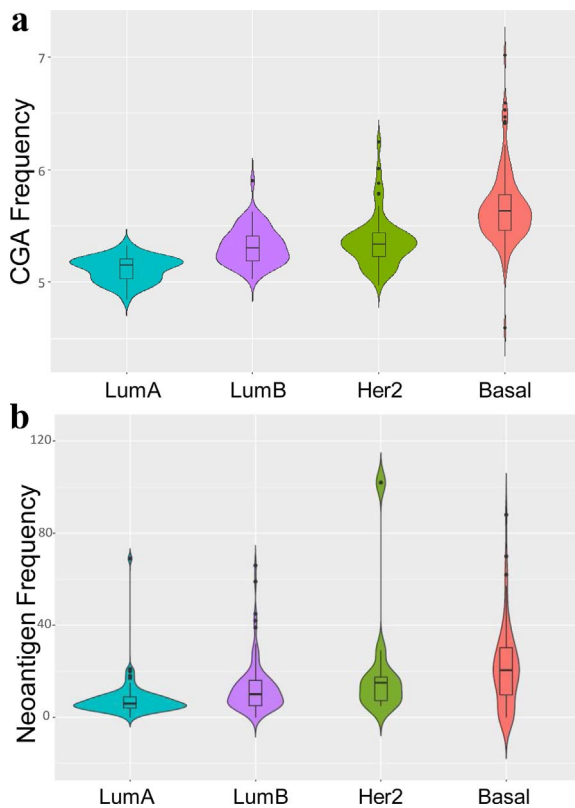 a
7
6
5
CGA Frequency
LumA LumB Her2 Basal
b
120
80
40
0
Neoantigen Frequency
LumA LumB Her2 Basal